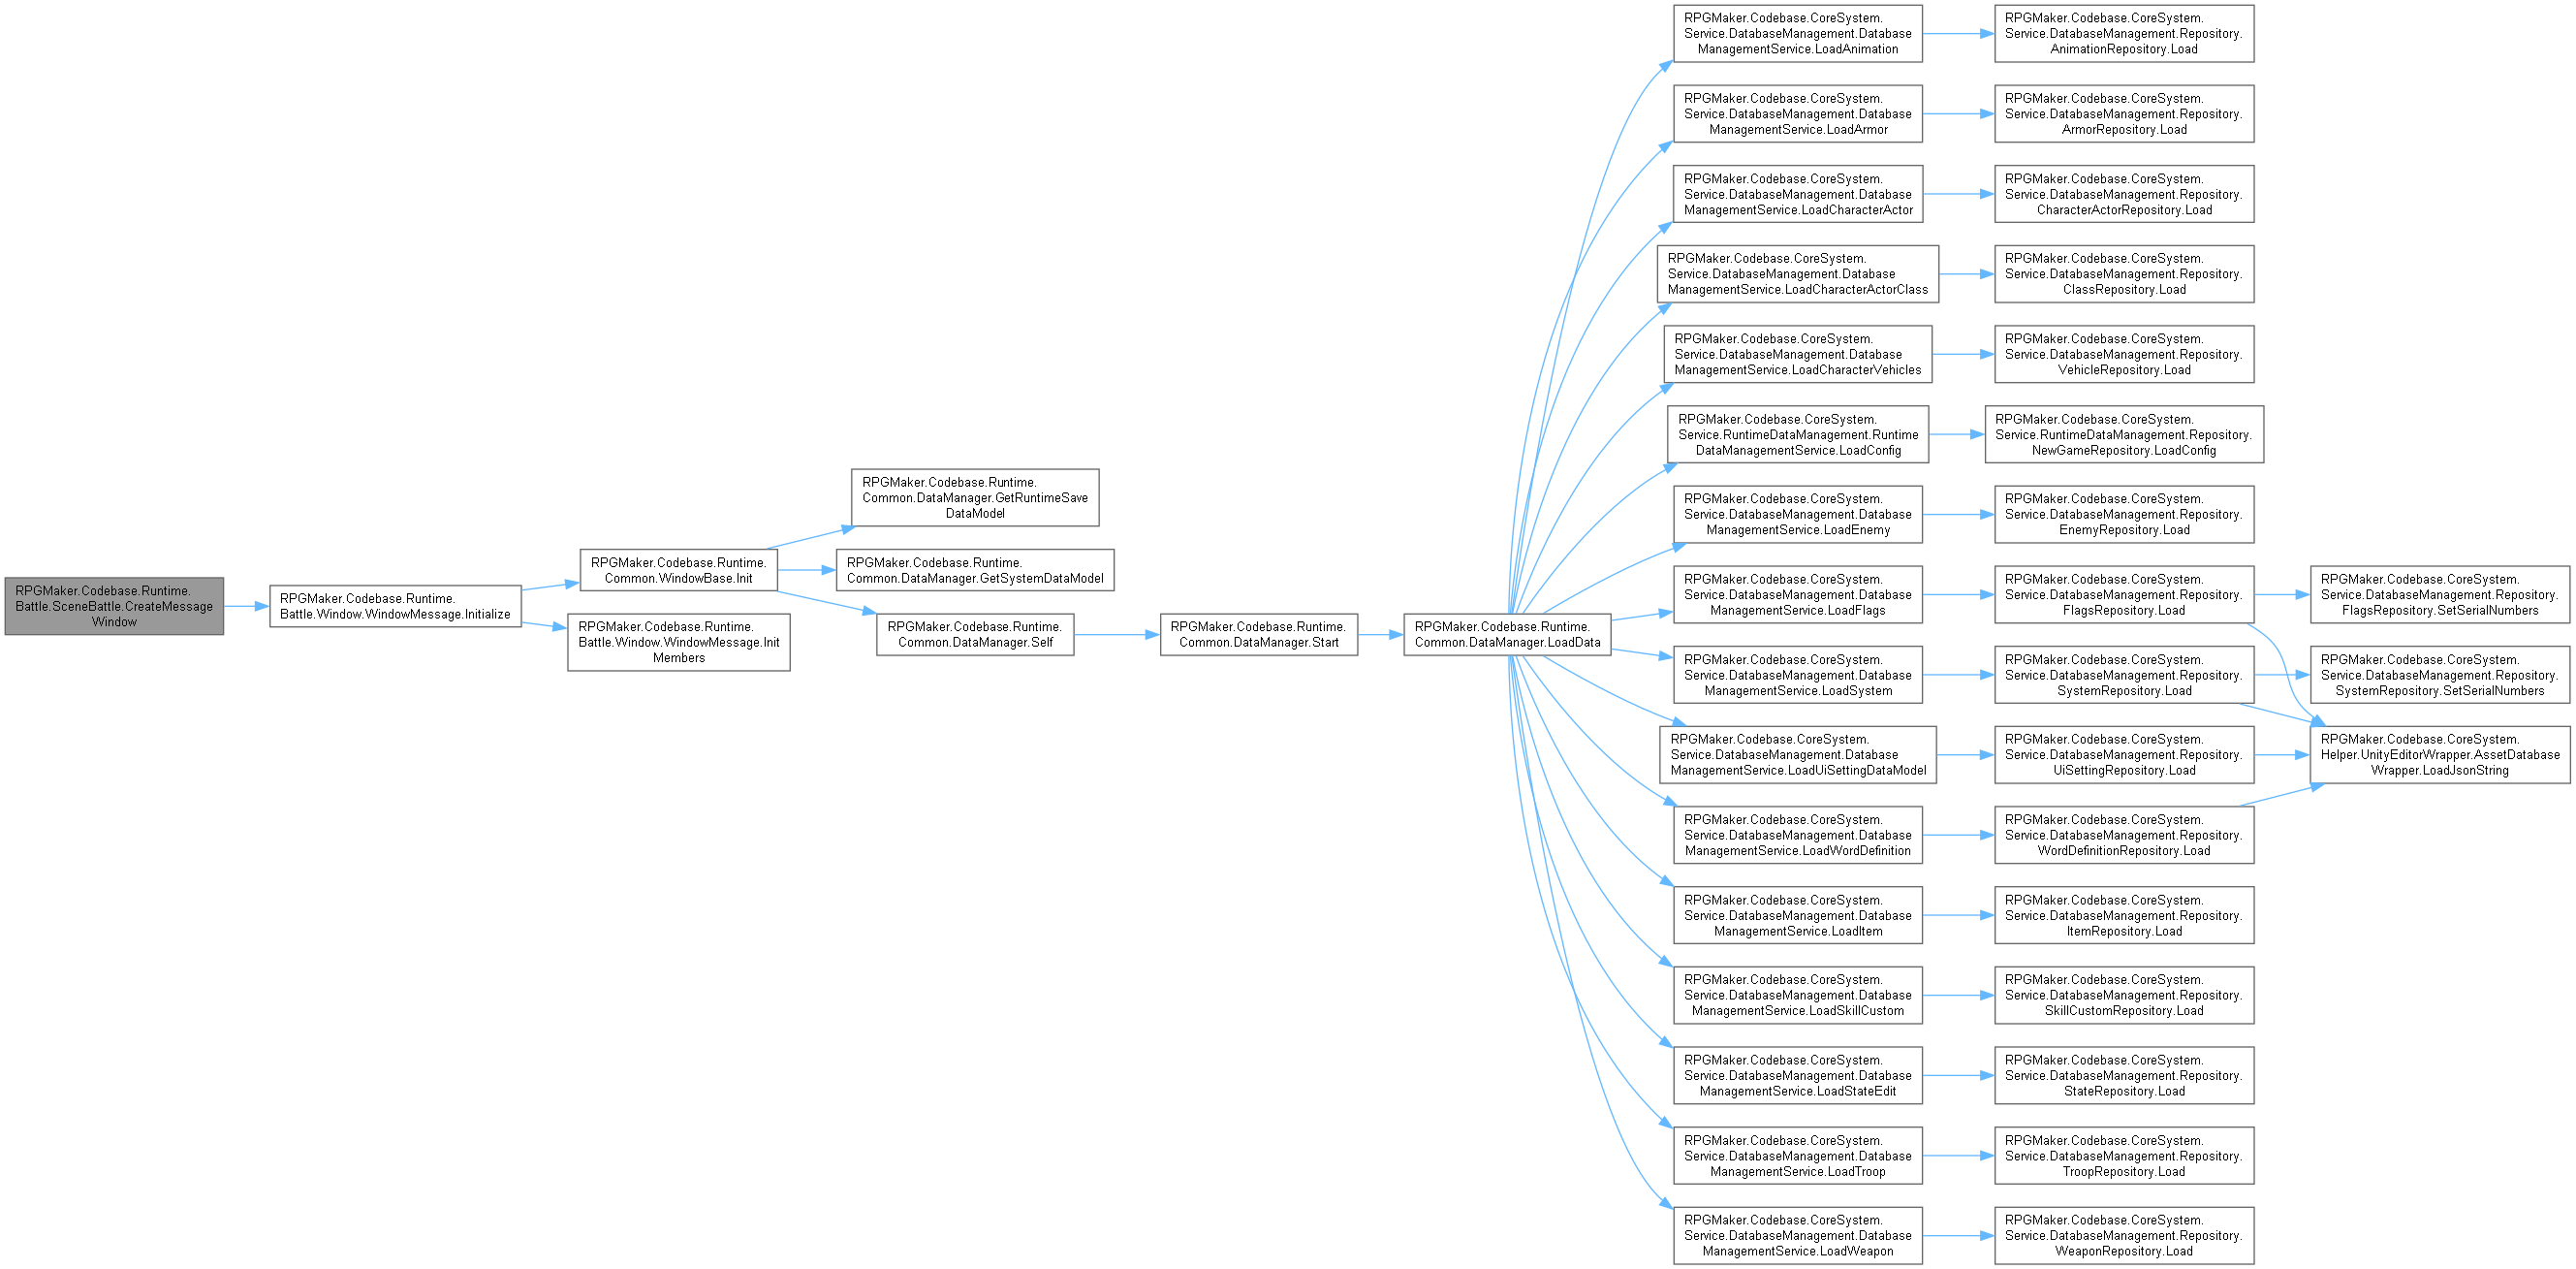 RPGMaker.Codebase.Runtime.
Battle.SceneBattle.CreateMessage
Window
RPGMaker.Codebase.Runtime.
Battle.Window.WindowMessage.Initialize
RPGMaker.Codebase.Runtime.
Common.WindowBase.Init
RPGMaker.Codebase.Runtime.
Battle.Window.WindowMessage.Init
Members
RPGMaker.Codebase.Runtime.
Common.DataManager.GetRuntimeSave
DataModel
RPGMaker.Codebase.Runtime.
Common.DataManager.GetSystemDataModel
RPGMaker.Codebase.Runtime.
Common.DataManager.Self
RPGMaker.Codebase.Runtime.
Common.DataManager.Start
RPGMaker.Codebase.Runtime.
Common.DataManager.LoadData
RPGMaker.Codebase.CoreSystem.
Service.DatabaseManagement.Database
ManagementService.LoadAnimation
RPGMaker.Codebase.CoreSystem.
Service.DatabaseManagement.Repository.
AnimationRepository.Load
RPGMaker.Codebase.CoreSystem.
Service.DatabaseManagement.Database
ManagementService.LoadArmor
RPGMaker.Codebase.CoreSystem.
Service.DatabaseManagement.Repository.
ArmorRepository.Load
RPGMaker.Codebase.CoreSystem.
Service.DatabaseManagement.Database
ManagementService.LoadCharacterActor
RPGMaker.Codebase.CoreSystem.
Service.DatabaseManagement.Repository.
CharacterActorRepository.Load
RPGMaker.Codebase.CoreSystem.
Service.DatabaseManagement.Database
ManagementService.LoadCharacterActorClass
RPGMaker.Codebase.CoreSystem.
Service.DatabaseManagement.Repository.
ClassRepository.Load
RPGMaker.Codebase.CoreSystem.
Service.DatabaseManagement.Database
ManagementService.LoadCharacterVehicles
RPGMaker.Codebase.CoreSystem.
Service.DatabaseManagement.Repository.
VehicleRepository.Load
RPGMaker.Codebase.CoreSystem.
Service.RuntimeDataManagement.Runtime
DataManagementService.LoadConfig
RPGMaker.Codebase.CoreSystem.
Service.RuntimeDataManagement.Repository.
NewGameRepository.LoadConfig
RPGMaker.Codebase.CoreSystem.
Service.DatabaseManagement.Database
ManagementService.LoadEnemy
RPGMaker.Codebase.CoreSystem.
Service.DatabaseManagement.Repository.
EnemyRepository.Load
RPGMaker.Codebase.CoreSystem.
Service.DatabaseManagement.Database
ManagementService.LoadFlags
RPGMaker.Codebase.CoreSystem.
Service.DatabaseManagement.Repository.
FlagsRepository.Load
RPGMaker.Codebase.CoreSystem.
Service.DatabaseManagement.Repository.
FlagsRepository.SetSerialNumbers
RPGMaker.Codebase.CoreSystem.
Service.DatabaseManagement.Database
ManagementService.LoadSystem
RPGMaker.Codebase.CoreSystem.
Service.DatabaseManagement.Repository.
SystemRepository.Load
RPGMaker.Codebase.CoreSystem.
Service.DatabaseManagement.Repository.
SystemRepository.SetSerialNumbers
RPGMaker.Codebase.CoreSystem.
Service.DatabaseManagement.Database
ManagementService.LoadUiSettingDataModel
RPGMaker.Codebase.CoreSystem.
Service.DatabaseManagement.Repository.
UiSettingRepository.Load
RPGMaker.Codebase.CoreSystem.
Helper.UnityEditorWrapper.AssetDatabase
Wrapper.LoadJsonString
RPGMaker.Codebase.CoreSystem.
Service.DatabaseManagement.Database
ManagementService.LoadWordDefinition
RPGMaker.Codebase.CoreSystem.
Service.DatabaseManagement.Repository.
WordDefinitionRepository.Load
RPGMaker.Codebase.CoreSystem.
Service.DatabaseManagement.Database
ManagementService.LoadItem
RPGMaker.Codebase.CoreSystem.
Service.DatabaseManagement.Repository.
ItemRepository.Load
RPGMaker.Codebase.CoreSystem.
Service.DatabaseManagement.Database
ManagementService.LoadSkillCustom
RPGMaker.Codebase.CoreSystem.
Service.DatabaseManagement.Repository.
SkillCustomRepository.Load
RPGMaker.Codebase.CoreSystem.
Service.DatabaseManagement.Database
ManagementService.LoadStateEdit
RPGMaker.Codebase.CoreSystem.
Service.DatabaseManagement.Repository.
StateRepository.Load
RPGMaker.Codebase.CoreSystem.
Service.DatabaseManagement.Database
ManagementService.LoadTroop
RPGMaker.Codebase.CoreSystem.
Service.DatabaseManagement.Repository.
TroopRepository.Load
RPGMaker.Codebase.CoreSystem.
Service.DatabaseManagement.Database
ManagementService.LoadWeapon
RPGMaker.Codebase.CoreSystem.
Service.DatabaseManagement.Repository.
WeaponRepository.Load